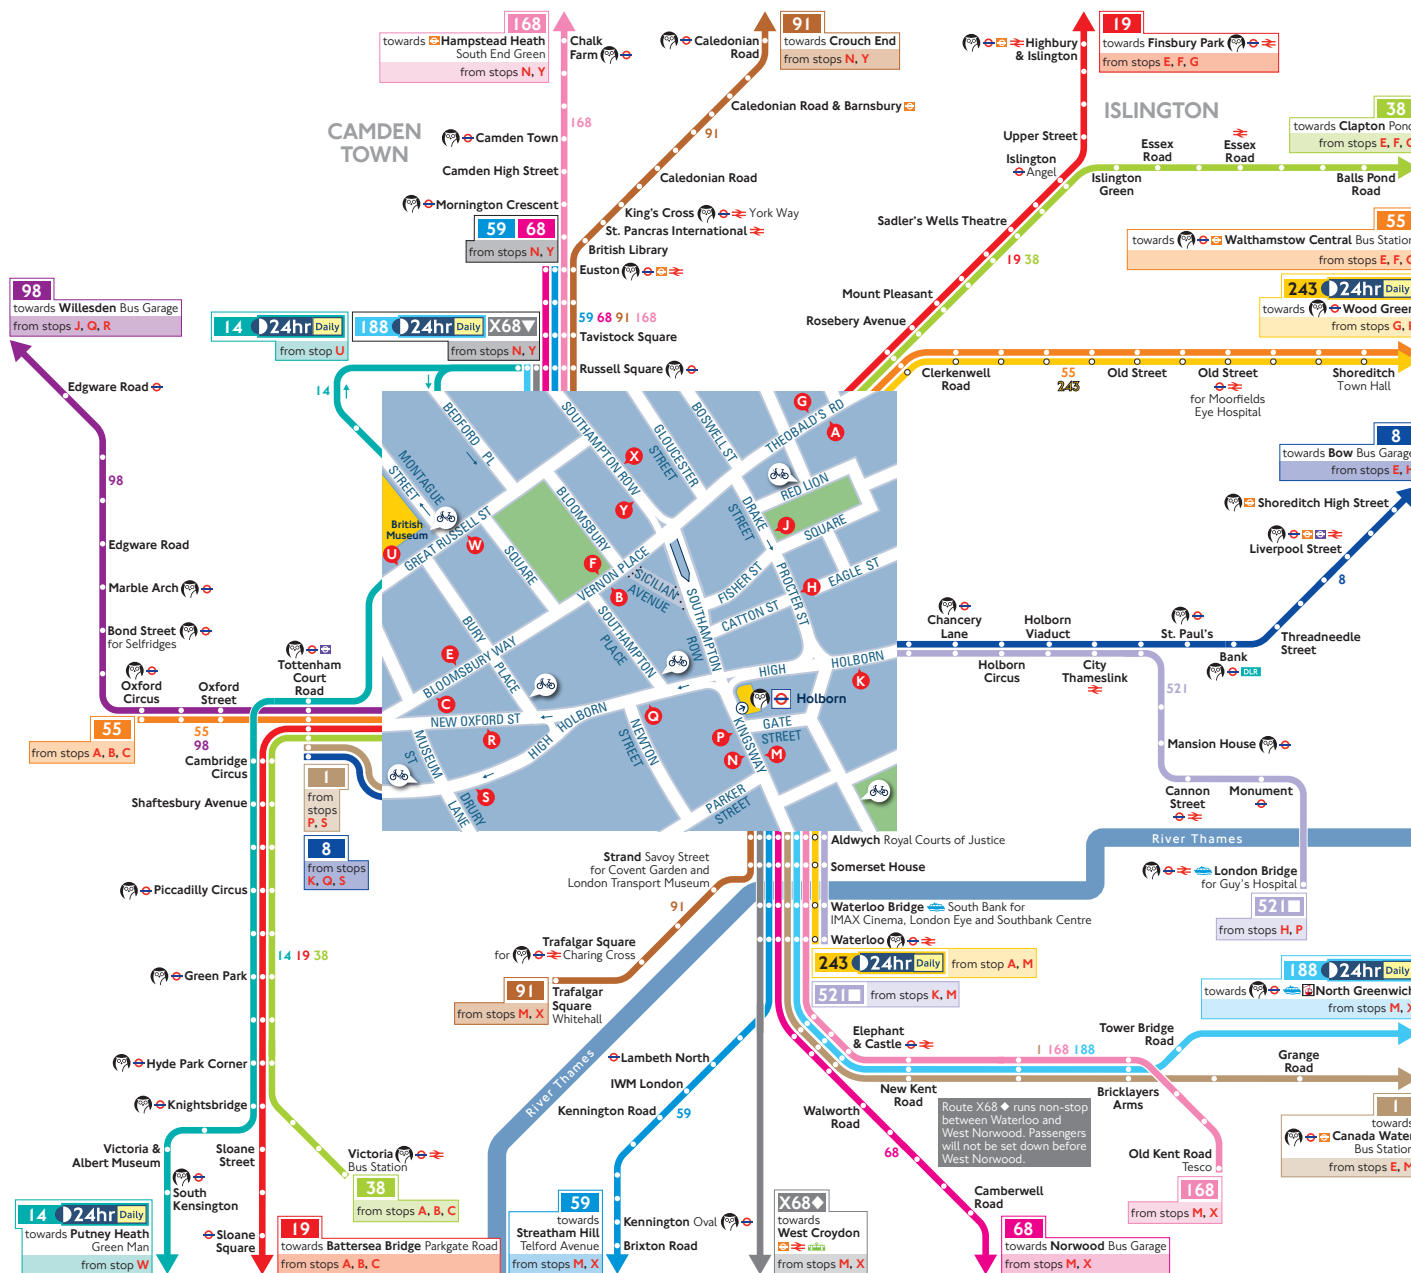 168
towards Hampstead Heath
South End Green
from stops N, Y
Chalk
Farm
Caledonian
Road
91
towards Crouch End
from stops N, Y
Highbury
& Islington
19
towards Finsbury Park
from stops E, F, G
CAMDEN
TOWN
ISLINGTON
168
91
Camden Town
Camden High Street
Mornington Crescent
Caledonian Road & Barnsbury
Caledonian Road
King's Cross York Way
St. Pancras International
British Library
Euston
59 68
from stops N, Y
59 68 91 168
Tavistock Square
Russell Square
Upper Street
Islington
Angel
Sadler's Wells Theatre
19 38
Mount Pleasant
Rosebery Avenue
38
towards Clapton Pond
from stops E, F, G
Essex
Road
Essex
Road
Islington
Green
Balls Pond
Road
55
towards Walthamstow Central Bus Station
from stops E, F, G
243 24hr Daily
towards Wood Green
from stops G, P
Clerkenwell
Road
55
243
Old Street
Old Street
for Moorfields
Eye Hospital
Shoreditch
Town Hall
98
towards Willesden Bus Garage
from stops J, Q, R
14 24hr Daily
from stop U
188 24hr Daily X68
from stops N, Y
14
Edgware Road
98
Edgware Road
Marble Arch
Bond Street
for Selfridges
Oxford
Circus
Oxford
Street
Tottenham
Court
Road
55
from stops A, B, C
55
98
8
towards Bow Bus Garage
from stops E, H
Shoreditch High Street
Liverpool Street
8
Threadneedle
Street
Chancery
Lane
Holborn
Circus
Holborn
Viaduct
City
Thameslink
St. Paul's
Bank
DLR
521
Mansion House
Cannon
Street
Monument
River Thames
London Bridge
for Guy's Hospital
521
from stops H, P
BEDFORD PL
SOUTHAMPTON ROW
GLOUCESTER
STREET
BOSWELL ST
THEOBALD'S RD
G
A
X
Y
MONTAGUE
STREET
British
Museum
U
GREAT RUSSELL ST
W
BLOOMSBURY
SQUARE
F
B
VERNON PLACE
SICILIAN
AVENUE
SOUTHAMPTON
ROW
DRAKE
STREET
RED LION
SQUARE
J
FISHER ST
PROCTER ST
H
EAGLE ST
CATTON ST
BURY
PLACE
E
BLOOMSBURY WAY
C
SOUTHAMPTON
PLACE
NEW OXFORD ST
HIGH HOLBORN
HIGH HOLBORN
K
Holborn
GATE
STREET
KINGSWAY
P
N
M
Q
NEWTON
STREET
R
MUSEUM
ST
S
DRURY
LANE
PARKER
STREET
Cambridge
Circus
Shaftesbury Avenue
1
from
stops
P, S
8
from stops
K, Q, S
Piccadilly Circus
Green Park
14 19 38
Hyde Park Corner
Knightsbridge
Victoria &
Albert Museum
South
Kensington
Sloane
Street
Sloane
Square
Victoria
Bus Station
38
from stops A, B, C
14 24hr Daily
towards Putney Heath
Green Man
from stop W
19
towards Battersea Bridge Parkgate Road
from stops A, B, C
Strand Savoy Street
for Covent Garden and
London Transport Museum
91
Trafalgar Square
for Charing Cross
91
from stops M, X
Trafalgar
Square
Whitehall
Aldwych Royal Courts of Justice
Somerset House
Waterloo Bridge South Bank for
IMAX Cinema, London Eye and Southbank Centre
Waterloo
243 24hr Daily from stop A, M
521 from stops K, M
River Thames
Lambeth North
IWM London
Kennington Road
59
Kennington Oval
Brixton Road
59
towards
Streatham Hill
Telford Avenue
from stops M, X
X68
towards
West Croydon
from stops M, X
Elephant
& Castle
1 168 188
New Kent
Road
Tower Bridge
Road
Bricklayers
Arms
Grange
Road
188 24hr Daily
towards North Greenwich
from stops M, X
Route X68 runs non-stop
between Waterloo and
West Norwood. Passengers
will not be set down before
West Norwood.
Walworth
Road
68
Camberwell
Road
68
towards Norwood Bus Garage
from stops M, X
Old Kent Road
Tesco
168
from stops M, X
1
towards
Canada Water
Bus Station
from stops E, M